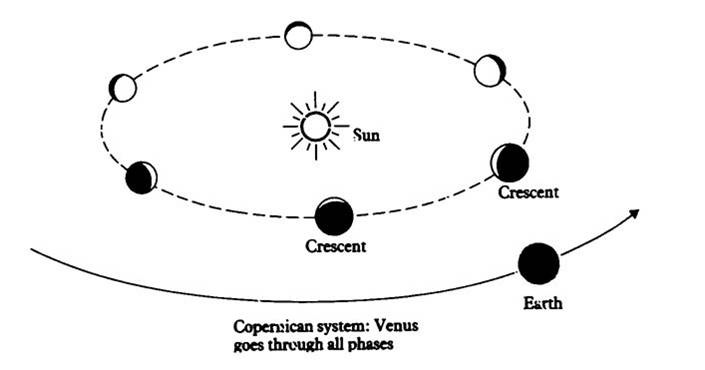 Sun
Crescent
Crescent
Earth
Copernican system: Venus
goes through all phases